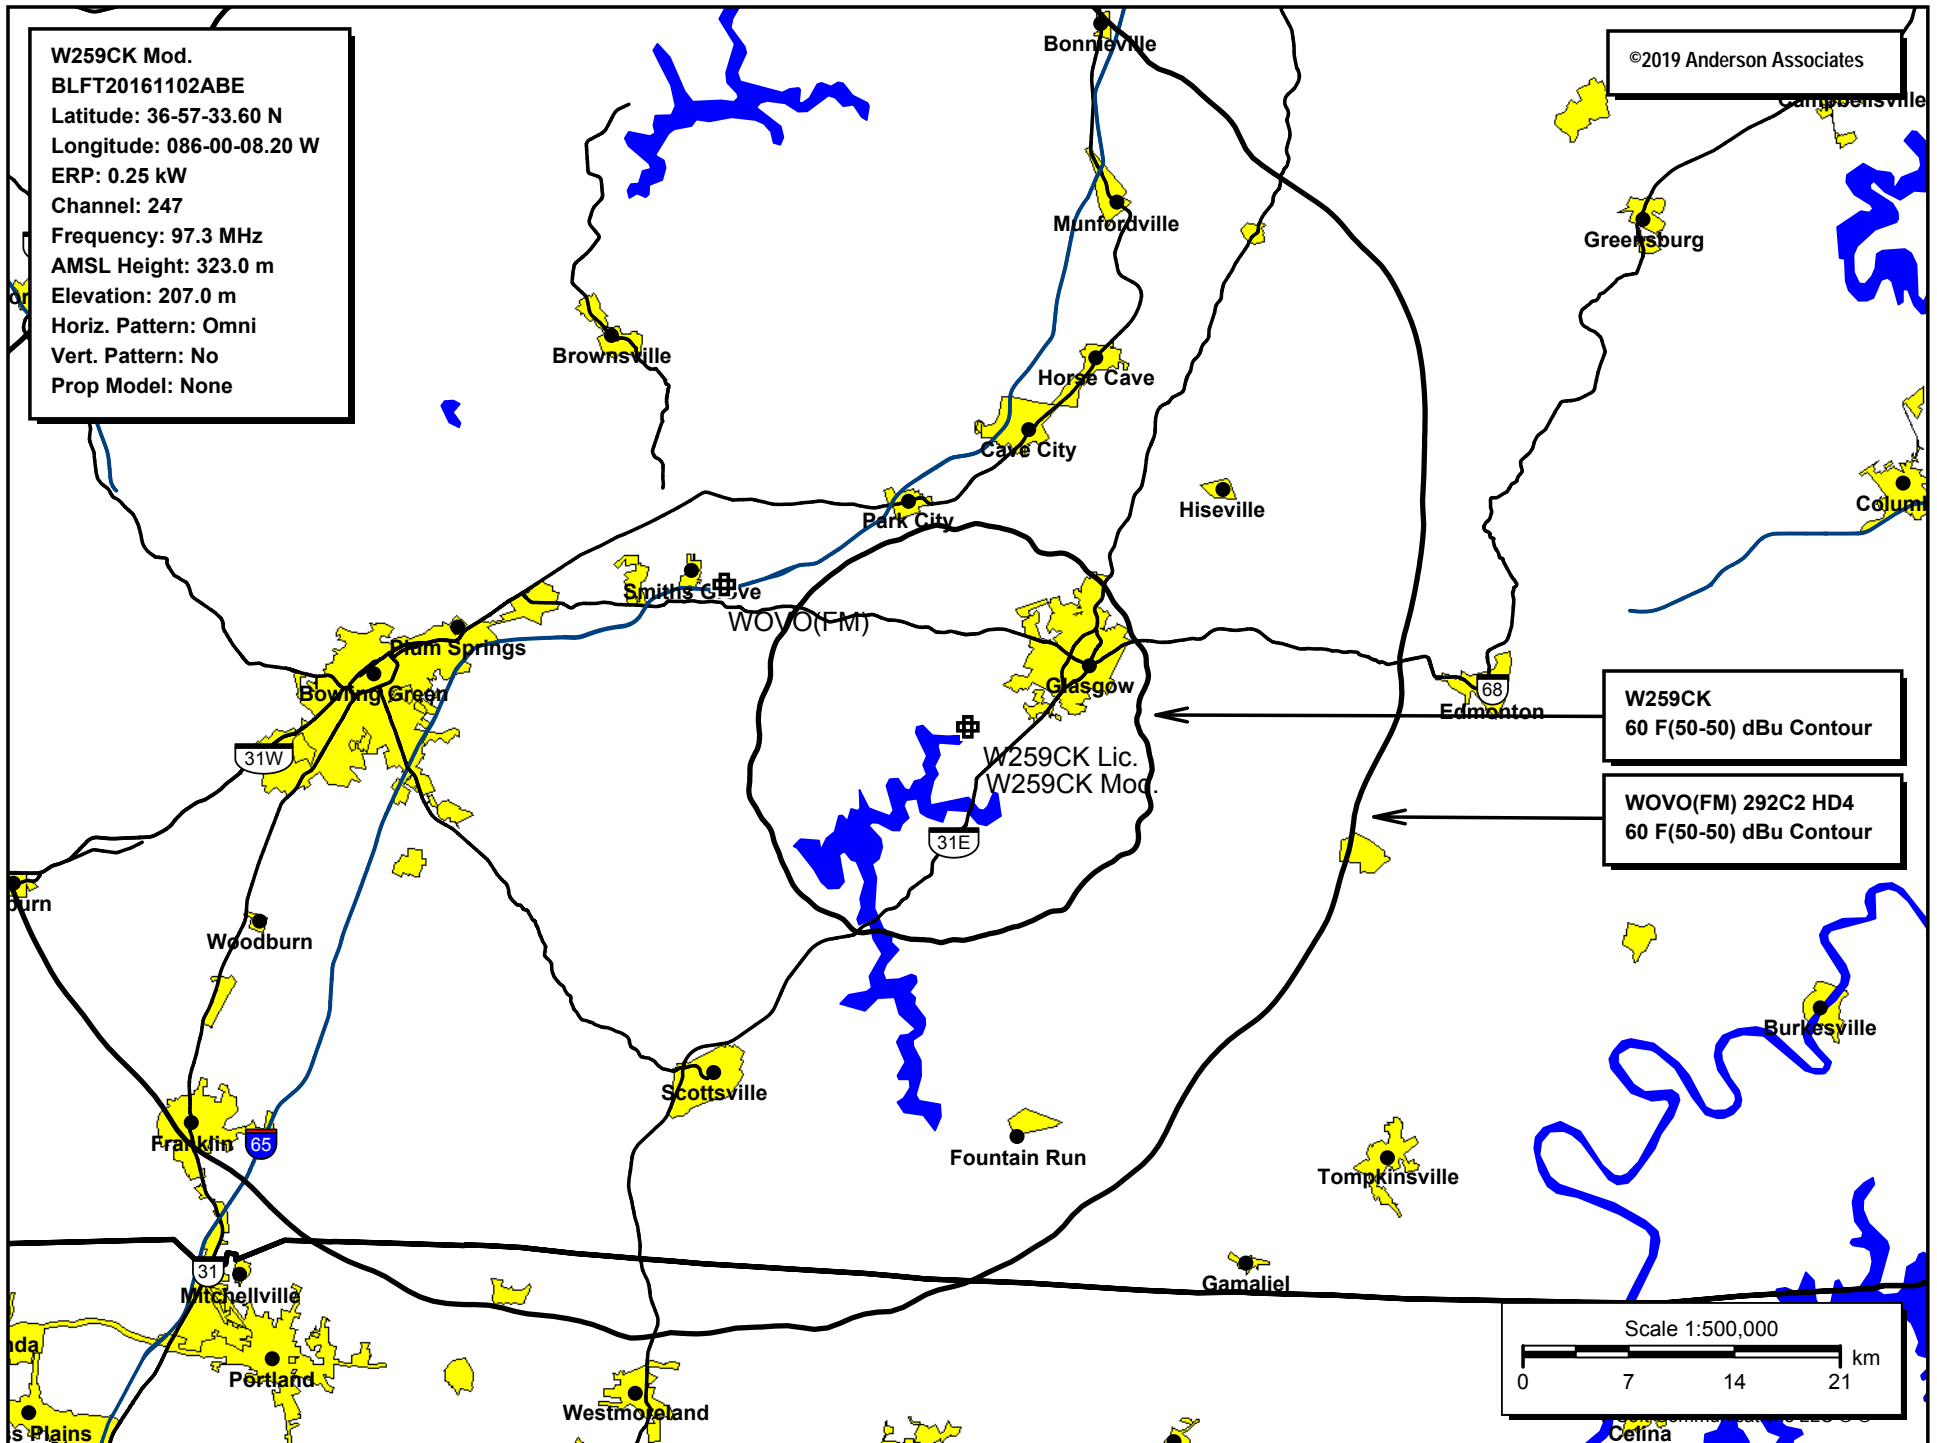 W259CK Mod.
BLFT20161102ABE
Latitude: 36-57-33.60 N
Longitude: 086-00-08.20 W
ERP: 0.25 kW
Channel: 247
Frequency: 97.3 MHz
AMSL Height: 323.0 m
Elevation: 207.0 m
Horiz. Pattern: Omni
Vert. Pattern: No
Prop Model: None
©2019 Anderson Associates
Bonnieville
Campbellsville
Munfordville
Greensburg
Brownsville
Horse Cave
Cave City
Hiseville
Park City
Smiths Grove
WOVO(FM)
Plum Springs
Bowling Green
Glasgow
68
Edmonton
31W
W259CK Lic.
W259CK Mod.
31E
W259CK
60 F(50-50) dBu Contour
WOVO(FM) 292C2 HD4
60 F(50-50) dBu Contour
burn
Woodburn
Burkesville
Scottsville
Franklin
65
Fountain Run
Tompkinsville
31
Mitchellville
Gamaliel
Scale 1:500,000
km
0 7 14 21
Portland
Westmoreland
s Plains
Celina